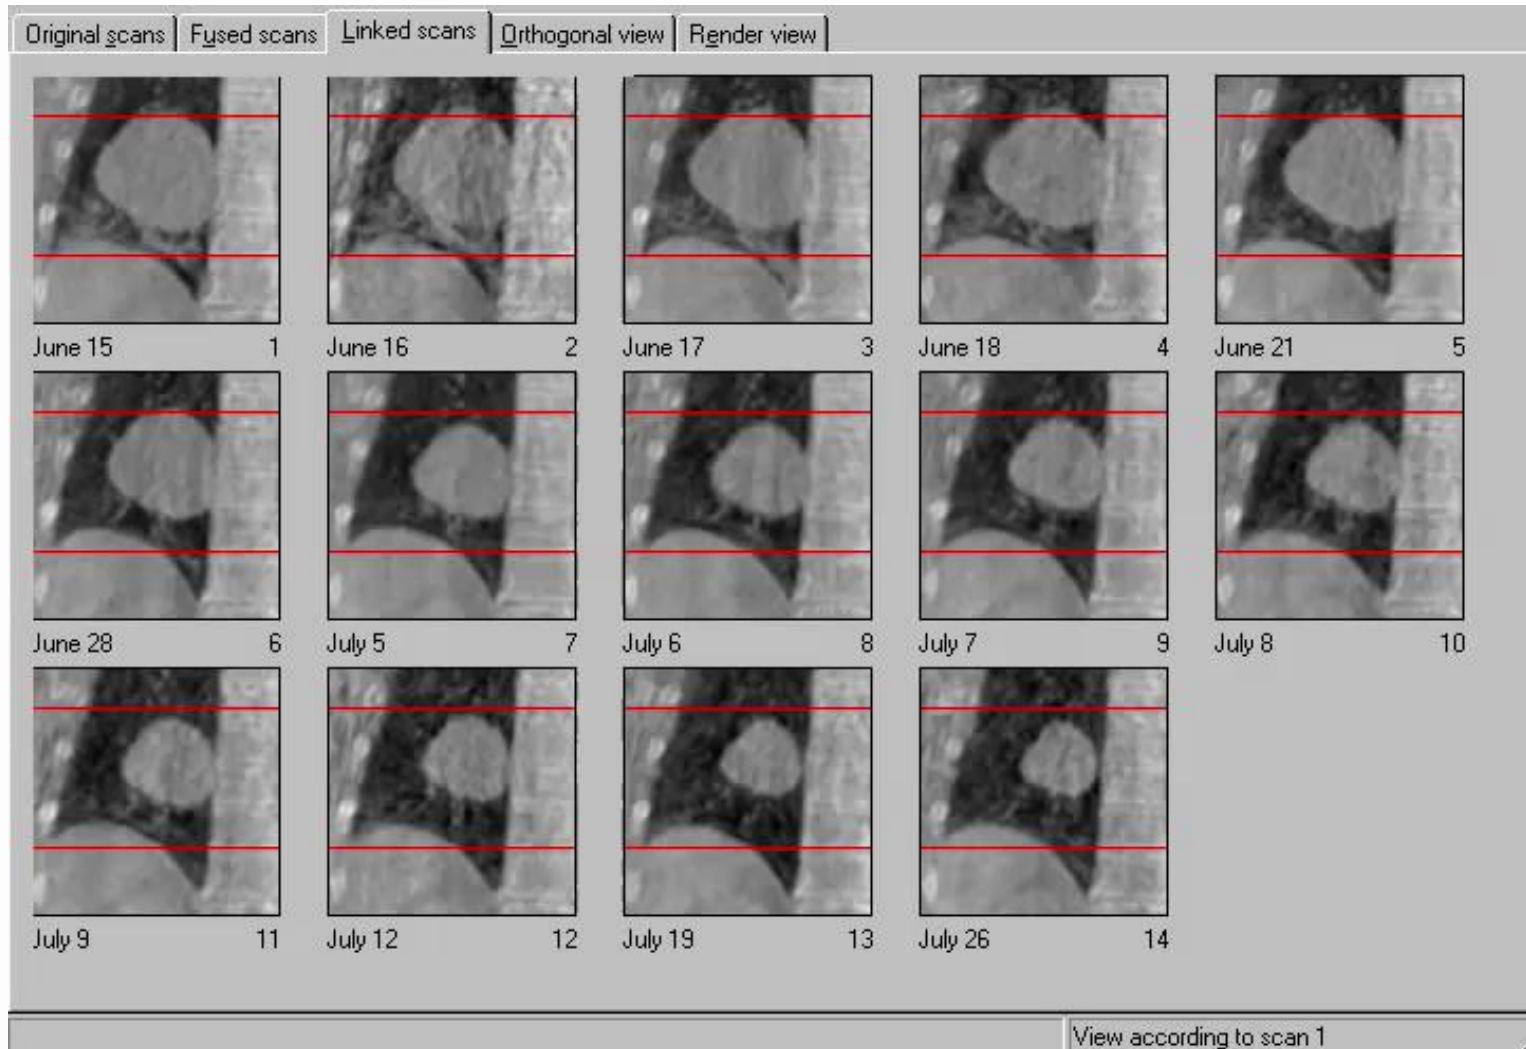 Original scans Fused scans Linked scans Orthogonal view Render view
June 15 1 June 16 2 June 17 3 June 18 4 June 21 5
June 28 6 July 5 7 July 6 8 July 7 9 July 8 10
July 9 11 July 12 12 July 19 13 July 26 14
View according to scan 1